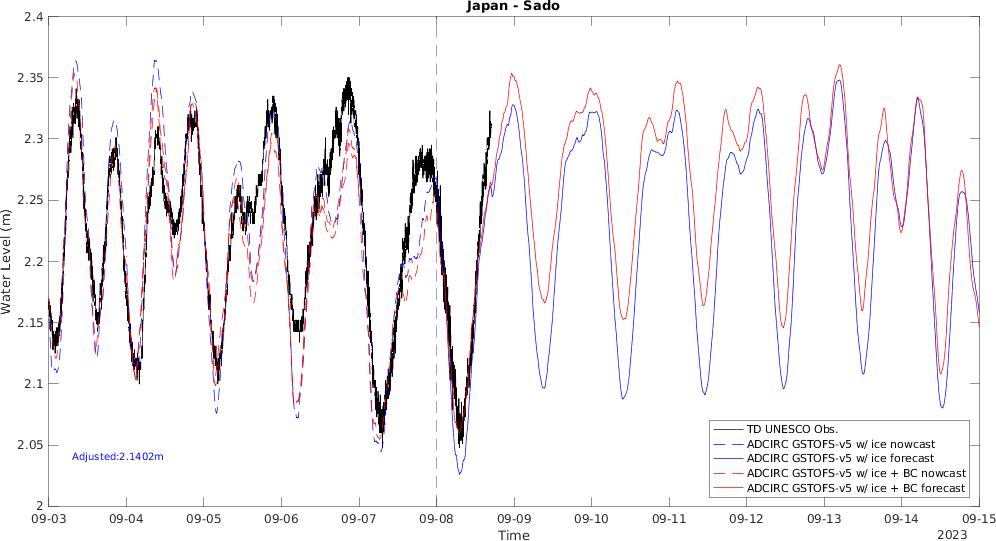 Japan - Sado
2.4
2.35
2.3
2.25
2.2
2.15
2.1
2.05
2
Water Level (m)
Adjusted:2.1402m
TD UNESCO Obs.
ADCIRC GSTOFS-v5 w/ ice nowcast
ADCIRC GSTOFS-v5 w/ ice forecast
ADCIRC GSTOFS-v5 w/ ice + BC nowcast
ADCIRC GSTOFS-v5 w/ ice + BC forecast
09-03 09-04 09-05 09-06 09-07 09-08 09-09 09-10 09-11 09-12 09-13 09-14 09-15
Time
2023